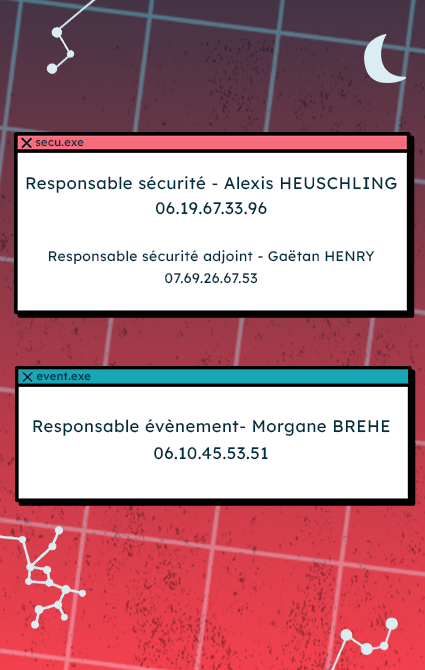 secu.exe
Responsable sécurité - Alexis HEUSCHLING
06.19.67.33.96
Responsable sécurité adjoint - Gaëtan HENRY
07.69.26.67.53
event.exe
Responsable évènement- Morgane BREHE
06.10.45.53.51